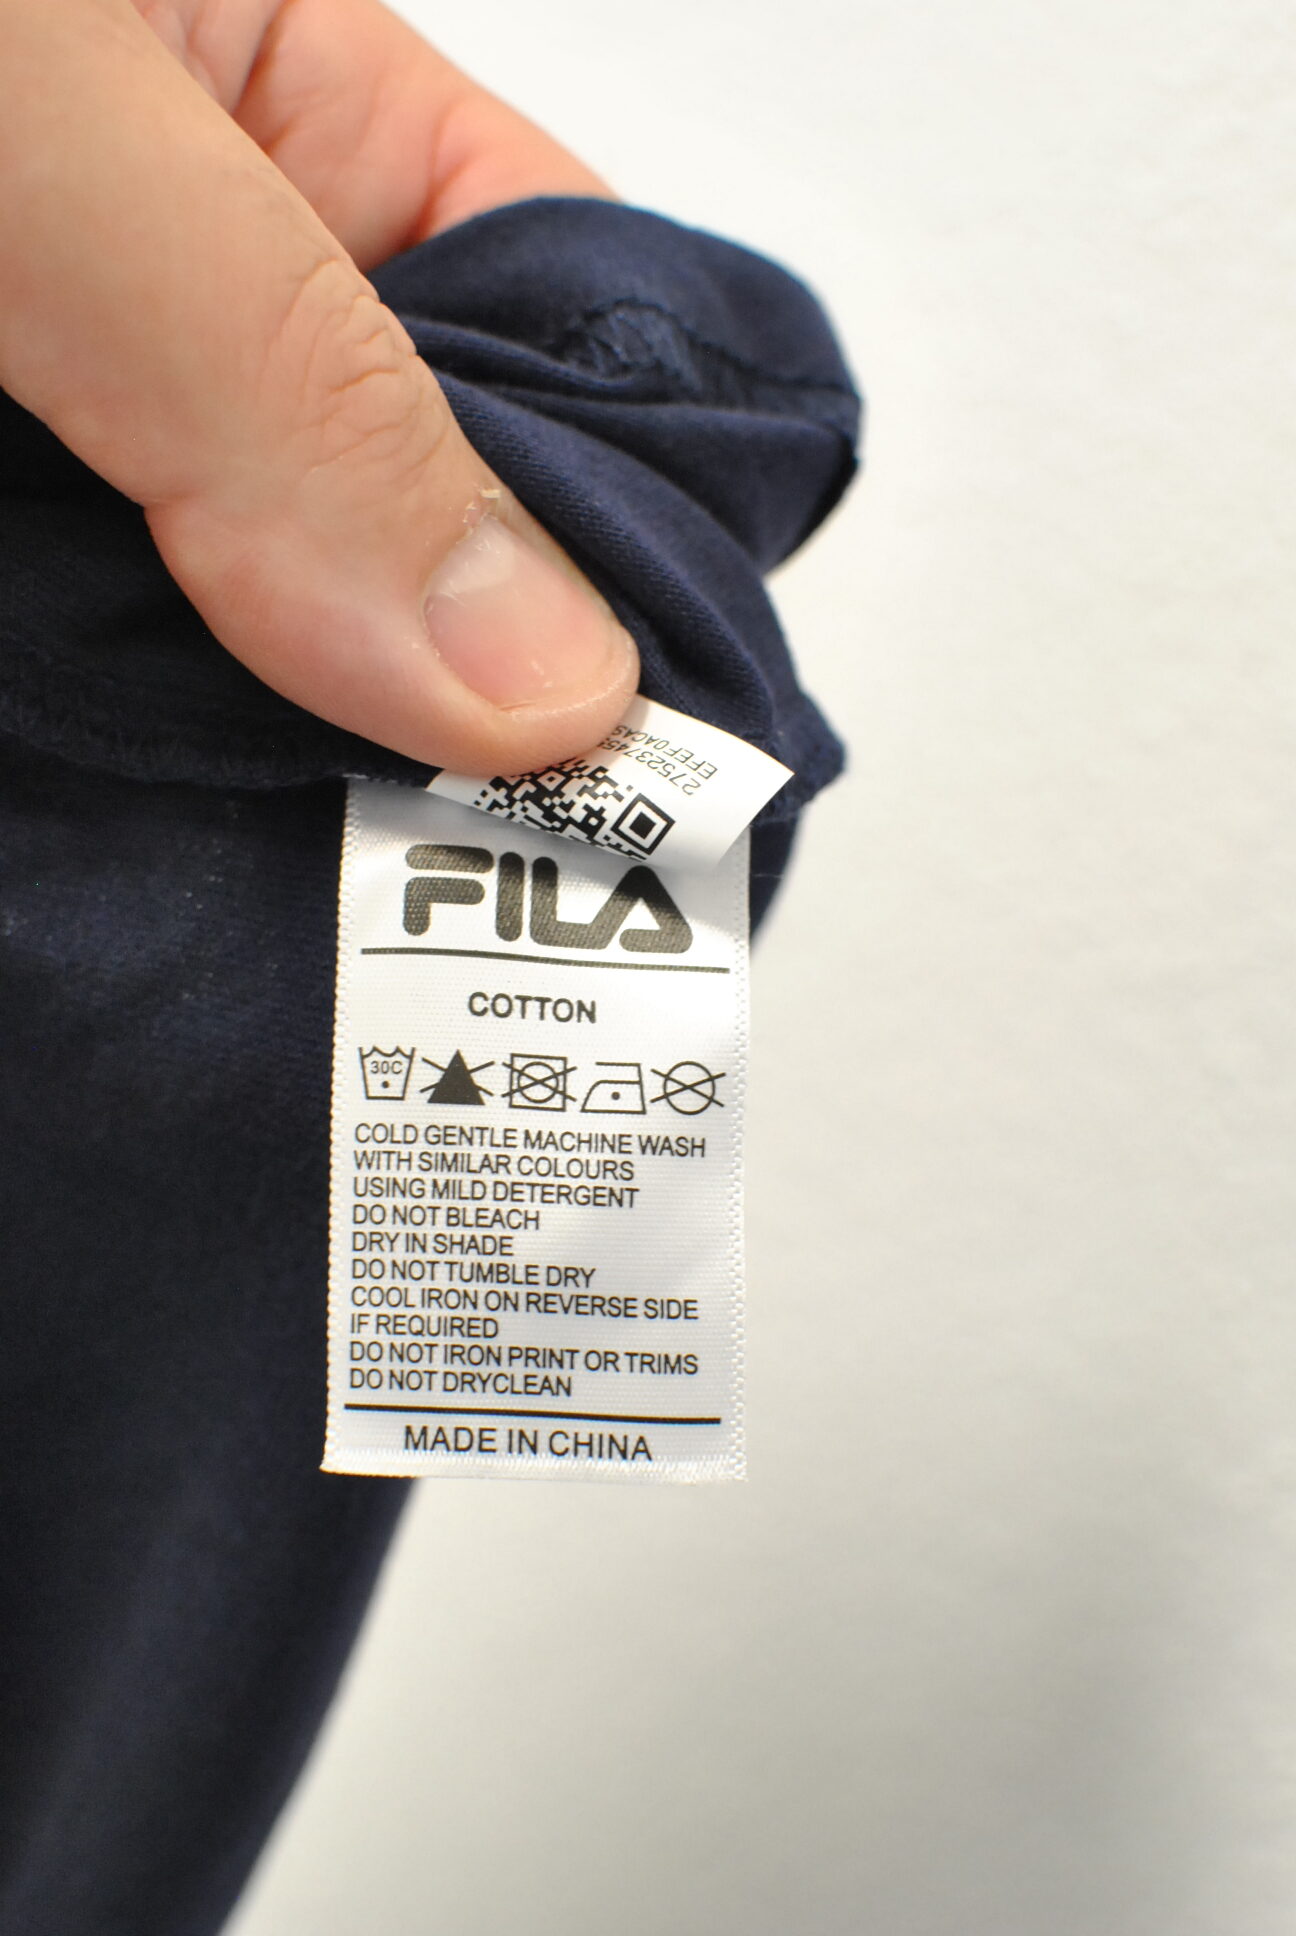 FILA
COTTON
30C
COLD GENTLE MACHINE WASH
WITH SIMILAR COLOURS
USING MILD DETERGENT
DO NOT BLEACH
DRY IN SHADE
DO NOT TUMBLE DRY
COOL IRON ON REVERSE SIDE
IF REQUIRED
DO NOT IRON PRINT OR TRIMS
DO NOT DRYCLEAN
MADE IN CHINA